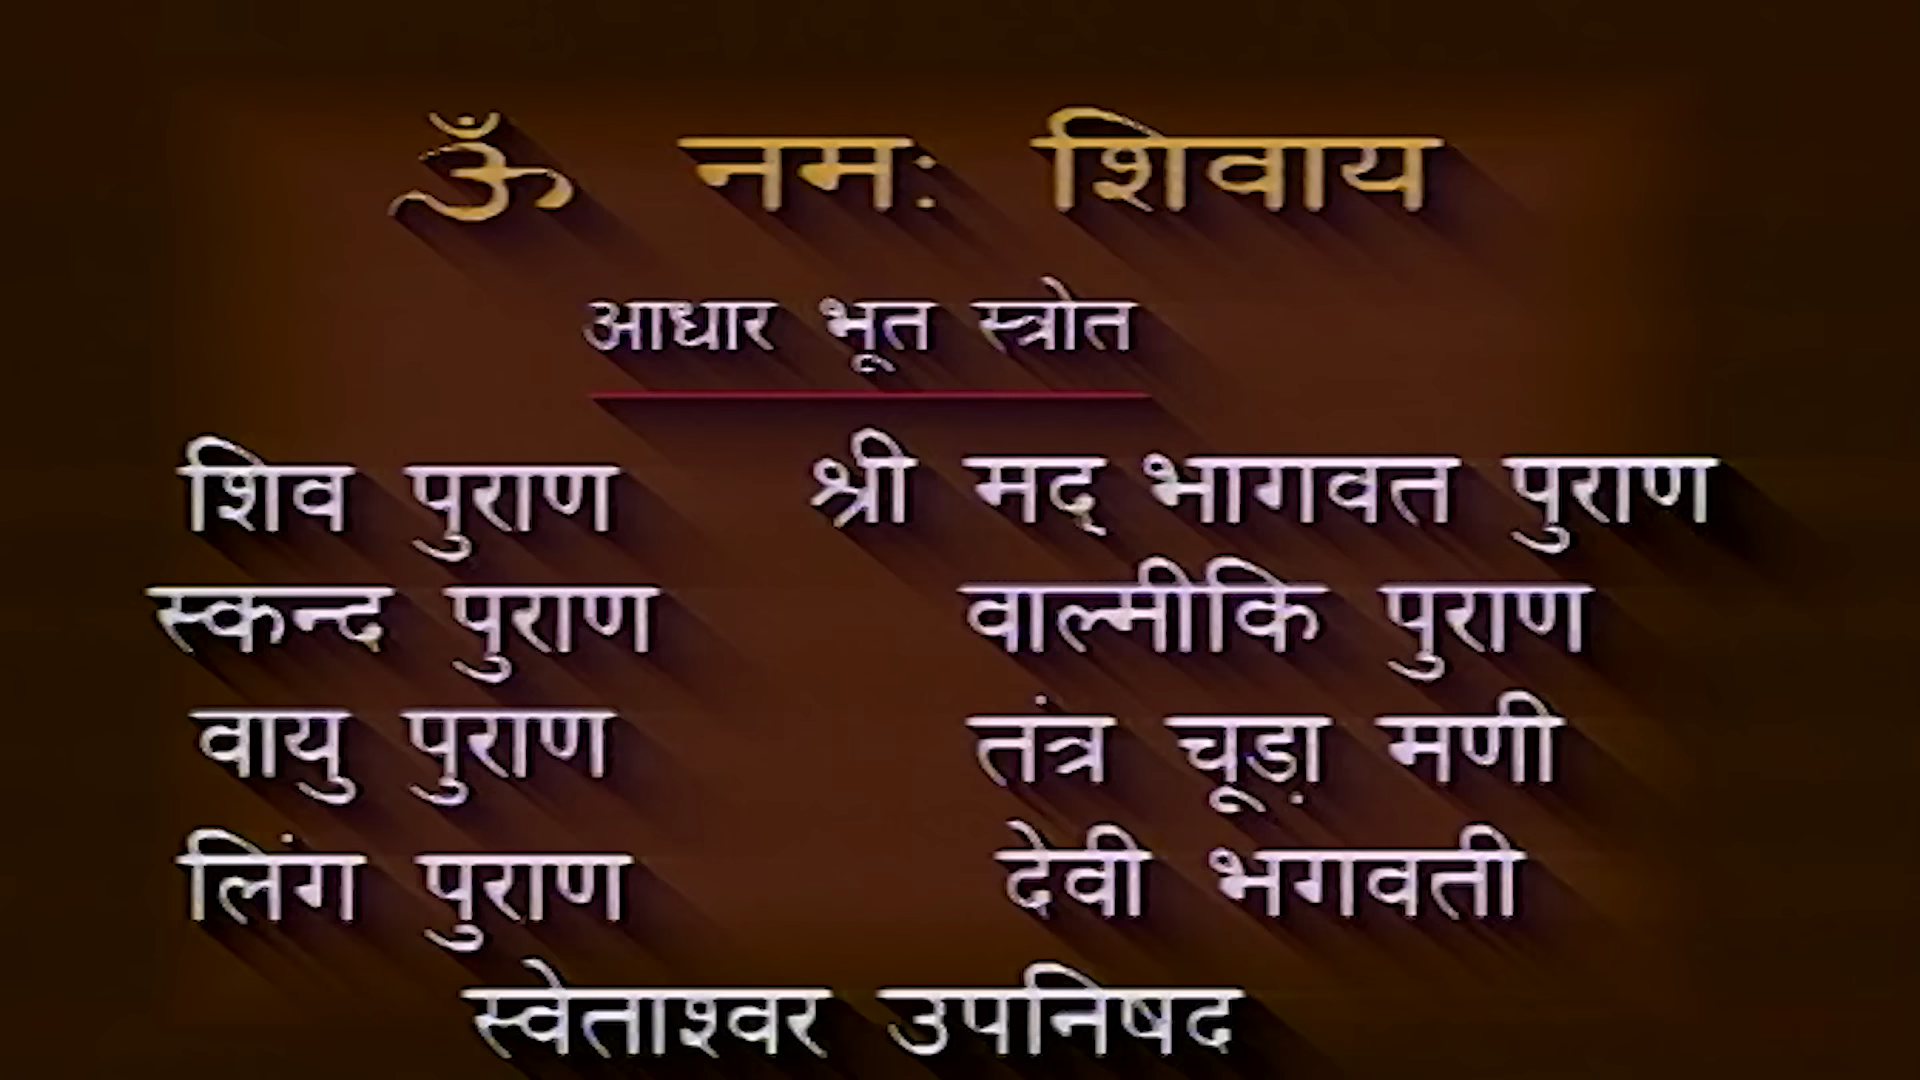 ॐ नमः शिवाय
आधार भूत स्त्रोत
शिव पुराण श्री मद् भागवत पुराण
स्कन्द पुराण वाल्मीकि पुराण
वायु पुराण तंत्र चूड़ा मणी
लिंग पुराण देवी भगवती
स्वेताश्वर उपनिषद